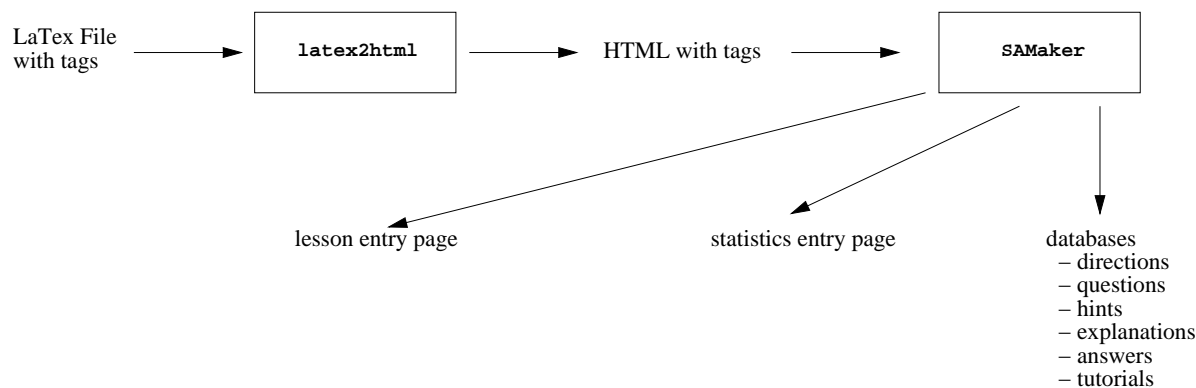 LaTex File
with tags
latex2html
HTML with tags
SAMaker
lesson entry page
statistics entry page
databases
– directions
– questions
– hints
– explanations
– answers
– tutorials